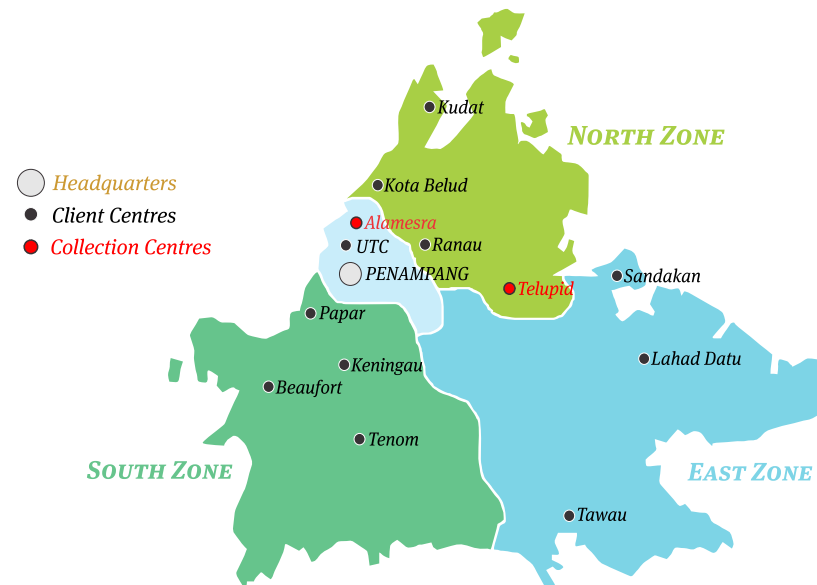 Kudat
NORTH ZONE
Headquarters
Kota Belud
Client Centres
Alamesra
Collection Centres
UTC
Ranau
PENAMPANG
Sandakan
Telupid
Papar
Lahad Datu
Keningau
Beaufort
Tenom
SOUTH ZONE
EAST ZONE
Tawau